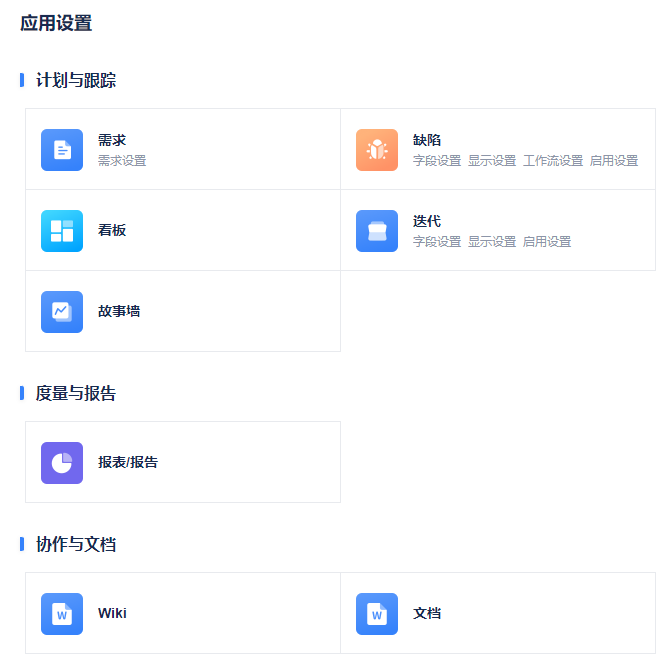 应用设置
计划与跟踪
需求
需求设置
缺陷
字段设置 显示设置 工作流设置 启用设置
看板
迭代
字段设置 显示设置 启用设置
故事墙
度量与报告
报表/报告
协作与文档
W
Wiki
W
文档